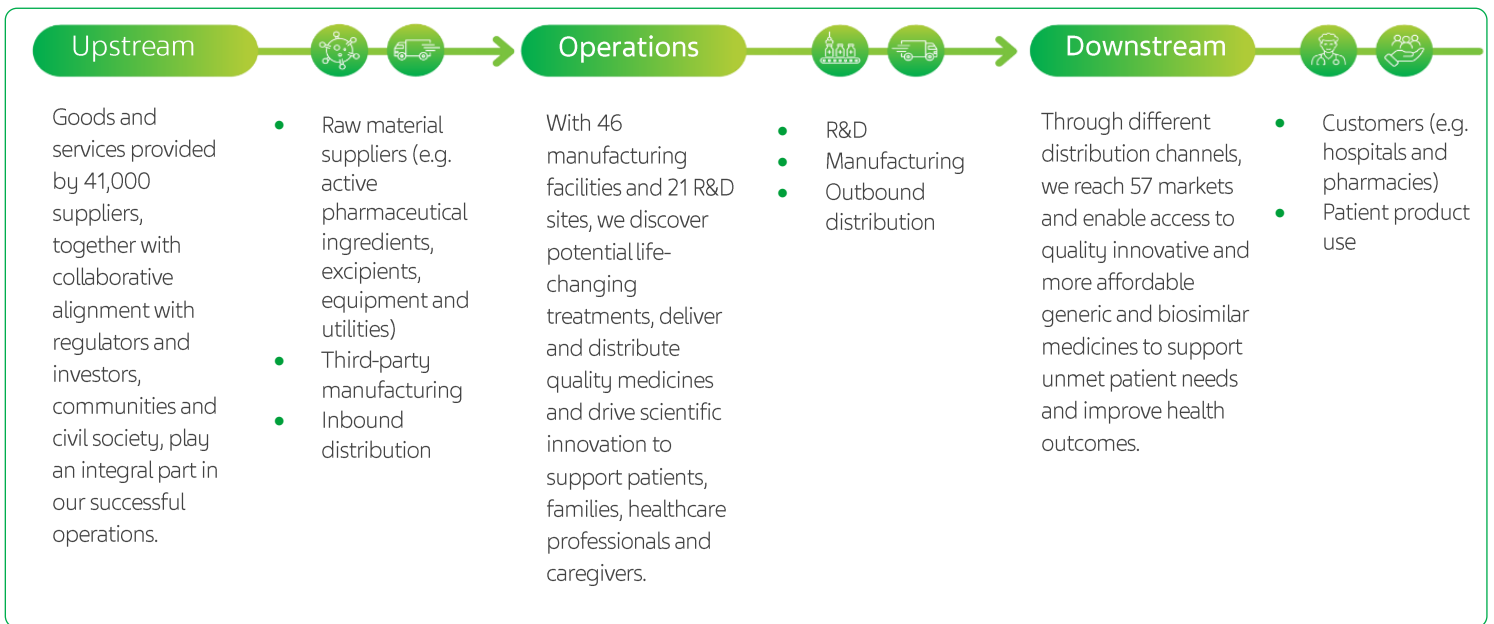 Upstream
Goods and
services provided
by 41,000
suppliers,
together with
collaborative
alignment with
regulators and
investors,
communities and
civil society, play
an integral part in
our successful
operations.
• Raw material
suppliers (e.g.
active
pharmaceutical
ingredients,
excipients,
equipment and
utilities)
• Third-party
manufacturing
• Inbound
distribution
Operations
With 46
manufacturing
facilities and 21 R&D
sites, we discover
potential life-
changing
treatments, deliver
and distribute
quality medicines
and drive scientific
innovation to
support patients,
families, healthcare
professionals and
caregivers.
• R&D
• Manufacturing
• Outbound
distribution
Downstream
Through different
distribution channels,
we reach 57 markets
and enable access to
quality innovative and
more affordable
generic and biosimilar
medicines to support
unmet patient needs
and improve health
outcomes.
• Customers (e.g.
hospitals and
pharmacies)
• Patient product
use